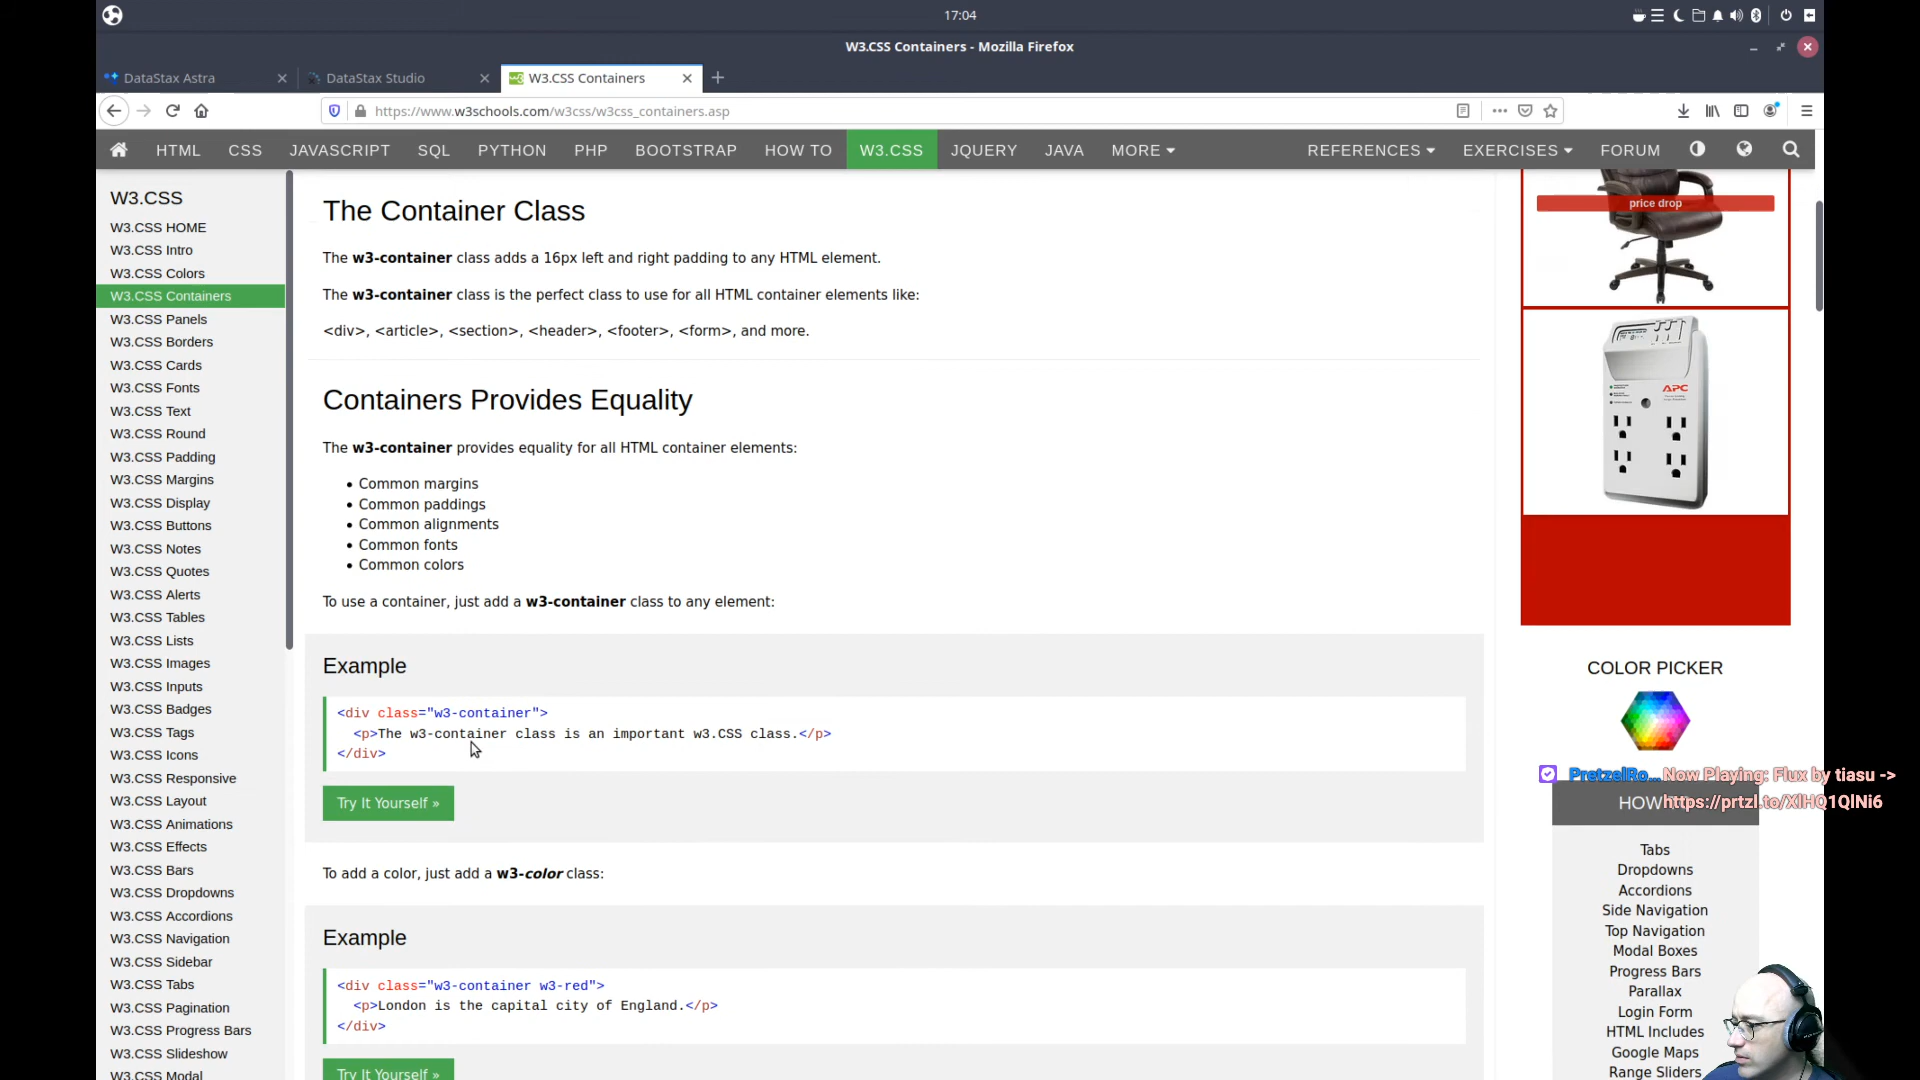 17:04
W3.CSS Containers - Mozilla Firefox
DataStax Astra
DataStax Studio
W3.CSS Containers
https://www.w3schools.com/w3css/w3css_containers.asp
HTML CSS JAVASCRIPT SQL PYTHON PHP BOOTSTRAP HOW TO W3.CSS JQUERY JAVA MORE REFERENCES EXERCISES FORUM
W3.CSS
W3.CSS HOME
W3.CSS Intro
W3.CSS Colors
W3.CSS Containers
W3.CSS Panels
W3.CSS Borders
W3.CSS Cards
W3.CSS Fonts
W3.CSS Text
W3.CSS Round
W3.CSS Padding
W3.CSS Margins
W3.CSS Display
W3.CSS Buttons
W3.CSS Notes
W3.CSS Quotes
W3.CSS Alerts
W3.CSS Tables
W3.CSS Lists
W3.CSS Images
W3.CSS Inputs
W3.CSS Badges
W3.CSS Tags
W3.CSS Icons
W3.CSS Responsive
W3.CSS Layout
W3.CSS Animations
W3.CSS Effects
W3.CSS Bars
W3.CSS Dropdowns
W3.CSS Accordions
W3.CSS Navigation
W3.CSS Sidebar
W3.CSS Tabs
W3.CSS Pagination
W3.CSS Progress Bars
W3.CSS Slideshow
W3.CSS Modal
The Container Class
The w3-container class adds a 16px left and right padding to any HTML element.
The w3-container class is the perfect class to use for all HTML container elements like:
<div>, <article>, <section>, <header>, <footer>, <form>, and more.
Containers Provides Equality
The w3-container provides equality for all HTML container elements:
• Common margins
• Common paddings
• Common alignments
• Common fonts
• Common colors
To use a container, just add a w3-container class to any element:
Example
<div class="w3-container">
<p>The w3-container class is an important w3.CSS class.</p>
</div>
Try It Yourself »
To add a color, just add a w3-color class:
Example
<div class="w3-container w3-red">
<p>London is the capital city of England.</p>
</div>
Try It Yourself »
price drop
APC
COLOR PICKER
PretzelRo... Now Playing: Flux by tiasu ->
https://prtzl.to/XlHQ1QlNi6
HOW
Tabs
Dropdowns
Accordions
Side Navigation
Top Navigation
Modal Boxes
Progress Bars
Parallax
Login Form
HTML Includes
Google Maps
Range Sliders